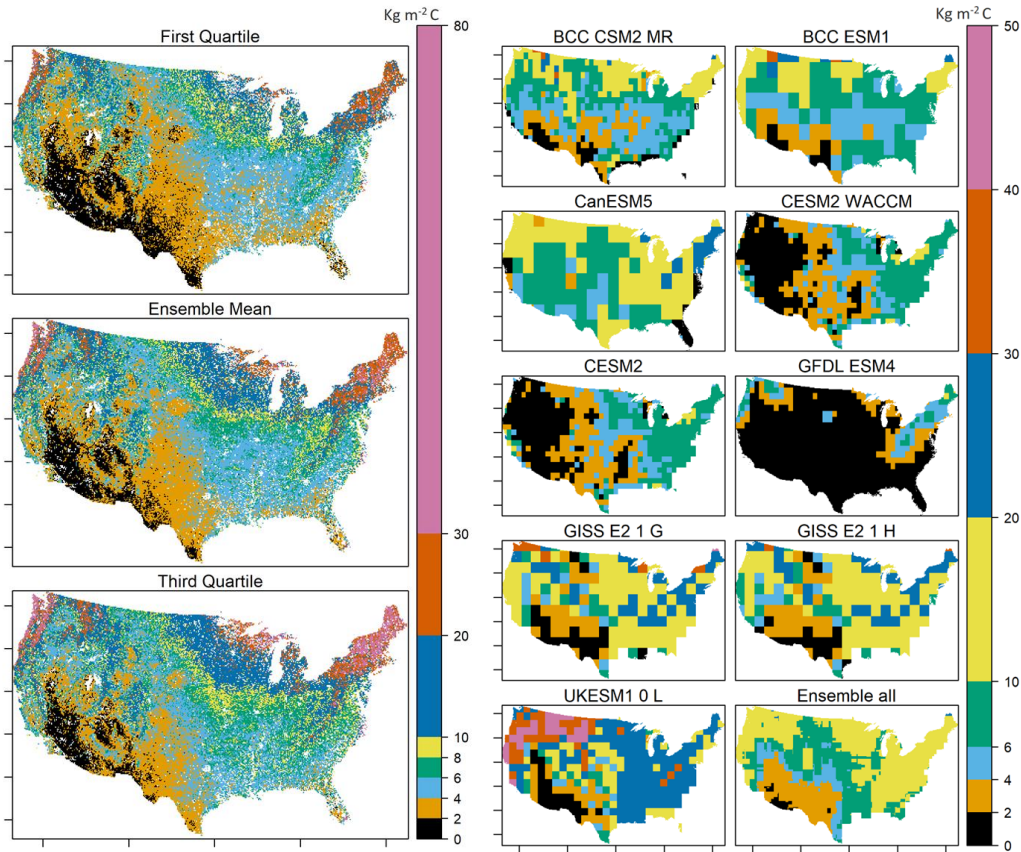 Kg m-2 C
First Quartile
80
30
20
10
8
6
4
2
0
Ensemble Mean
Third Quartile
Kg m-2 C
BCC CSM2 MR
BCC ESM1
50
40
30
20
10
6
4
2
0
CanESM5
CESM2 WACCM
CESM2
GFDL ESM4
GISS E2 1 G
GISS E2 1 H
UKESM1 0 L
Ensemble all